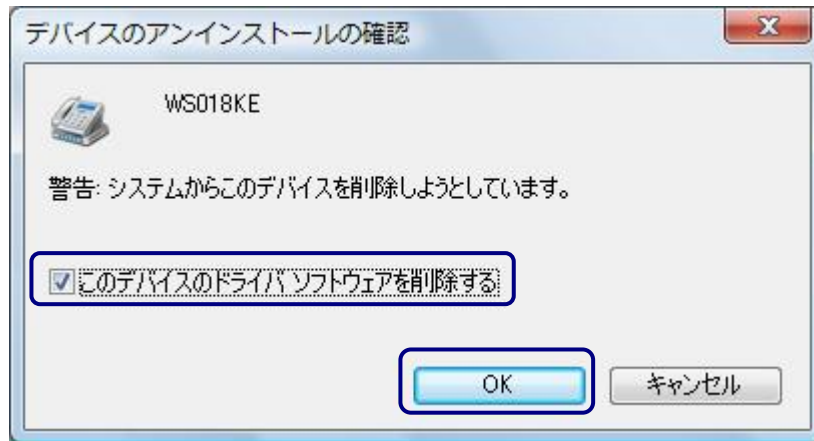 デバイスのアンインストールの確認
WS018KE
警告: システムからこのデバイスを削除しようとしています。
このデバイスのドライバ ソフトウェアを削除する
OK
キャンセル